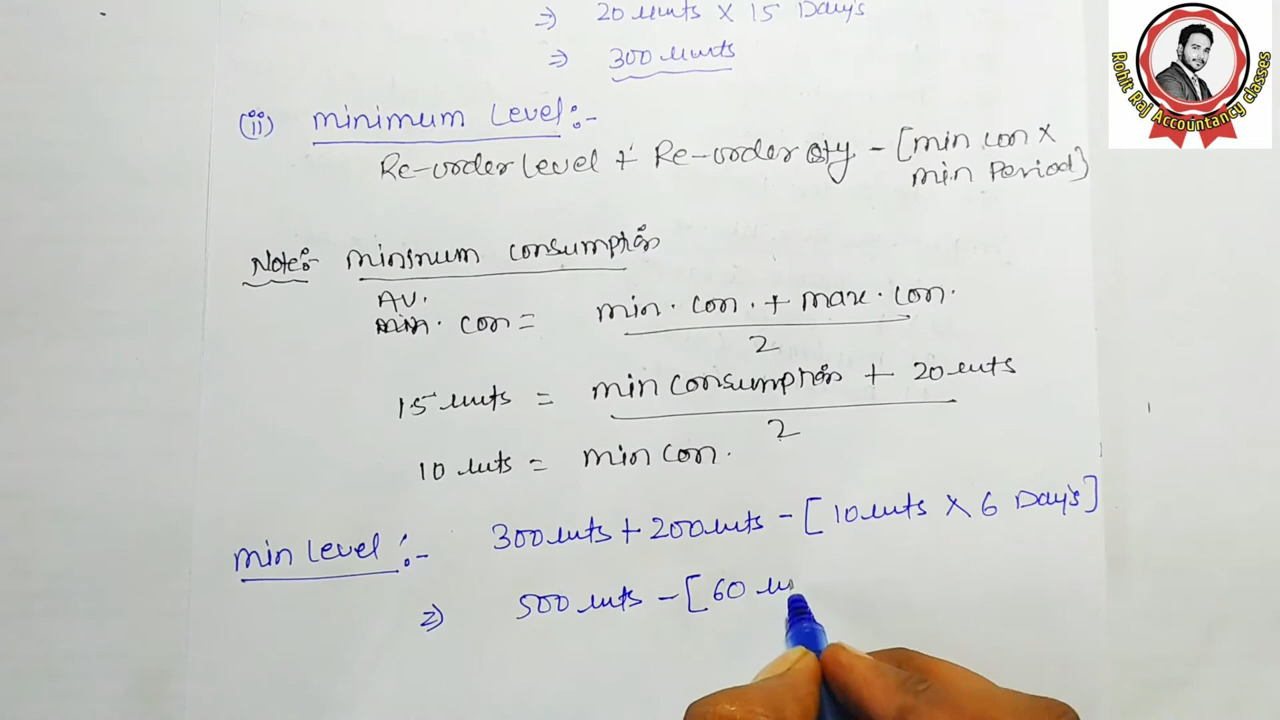 ⇒ 20 units × 15 Days
⇒ 300 units
(ii) minimum Level:-
Re-order Level + Re-order Qty - [min con ×
min Period]
Note:- minimum consumption
Av.
min. con = min. con. + max. con.
2
15 units = min consumption + 20 units
2
10 units = min con.
min Level:- 300 units + 200 units - [10 units × 6 Days]
⇒ 500 units - [60 u
Rohit Raj Accountancy classes